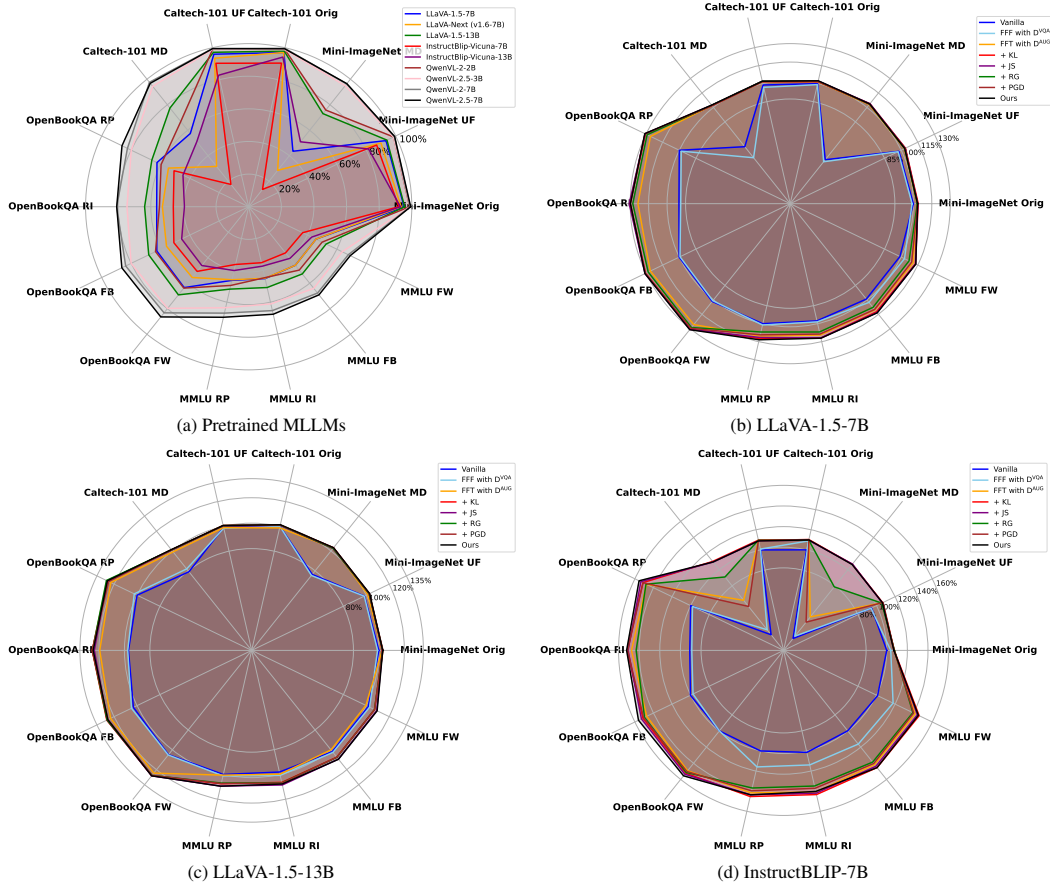 Caltech-101 UF
Caltech-101 Orig
Caltech-101 MD
Mini-ImageNet MD
OpenBookQA RP
Mini-ImageNet UF
OpenBookQA RI
Mini-ImageNet Orig
OpenBookQA FB
MMLU FW
OpenBookQA FW
MMLU FB
MMLU RP
MMLU RI
20%
40%
60%
80%
100%
LLaVA-1.5-7B
LLaVA-Next (v1.6-7B)
LLaVA-1.5-13B
InstructBlip-Vicuna-7B
InstructBlip-Vicuna-13B
QwenVL-2-2B
QwenVL-2.5-3B
QwenVL-2-7B
QwenVL-2.5-7B
(a) Pretrained MLLMs
Caltech-101 UF
Caltech-101 Orig
Caltech-101 MD
Mini-ImageNet MD
OpenBookQA RP
Mini-ImageNet UF
OpenBookQA RI
Mini-ImageNet Orig
OpenBookQA FB
MMLU FW
OpenBookQA FW
MMLU FB
MMLU RP
MMLU RI
85%
100%
115%
130%
Vanilla
FFF with D^VQA
FFT with D^AUG
+ KL
+ JS
+ RG
+ PGD
Ours
(b) LLaVA-1.5-7B
Caltech-101 UF
Caltech-101 Orig
Caltech-101 MD
Mini-ImageNet MD
OpenBookQA RP
Mini-ImageNet UF
OpenBookQA RI
Mini-ImageNet Orig
OpenBookQA FB
MMLU FW
OpenBookQA FW
MMLU FB
MMLU RP
MMLU RI
80%
100%
120%
135%
Vanilla
FFF with D^VQA
FFT with D^AUG
+ KL
+ JS
+ RG
+ PGD
Ours
(c) LLaVA-1.5-13B
Caltech-101 UF
Caltech-101 Orig
Caltech-101 MD
Mini-ImageNet MD
OpenBookQA RP
Mini-ImageNet UF
OpenBookQA RI
Mini-ImageNet Orig
OpenBookQA FB
MMLU FW
OpenBookQA FW
MMLU FB
MMLU RP
MMLU RI
80%
100%
120%
140%
160%
Vanilla
FFF with D^VQA
FFT with D^AUG
+ KL
+ JS
+ RG
+ PGD
Ours
(d) InstructBLIP-7B